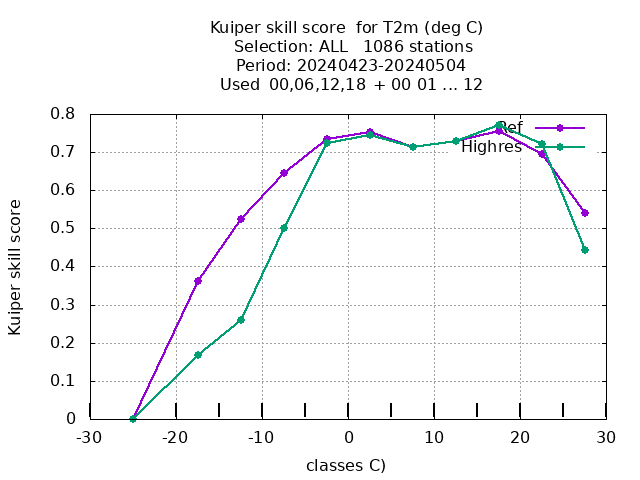 Kuiper skill score for T2m (deg C)
Selection: ALL 1086 stations
Period: 20240423-20240504
Used 00,06,12,18 + 00 01 ... 12
0.8
0.7
0.6
0.5
0.4
0.3
0.2
0.1
0
Kuiper skill score
Ref
Highres
-30 -20 -10 0 10 20 30
classes C)